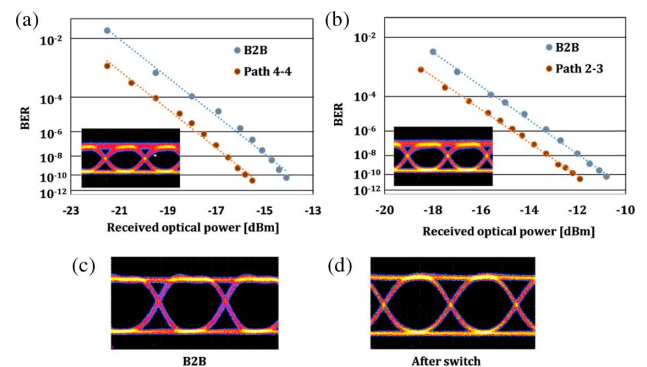 (a)
10-2
10-4
10-6
10-8
10-10
10-12
BER
B2B
Path 4-4
-23 -21 -19 -17 -15 -13
Received optical power [dBm]
(b)
10-2
10-4
10-6
10-8
10-10
10-12
BER
B2B
Path 2-3
-20 -18 -16 -14 -12 -10
Received optical power [dBm]
(c)
B2B
(d)
After switch